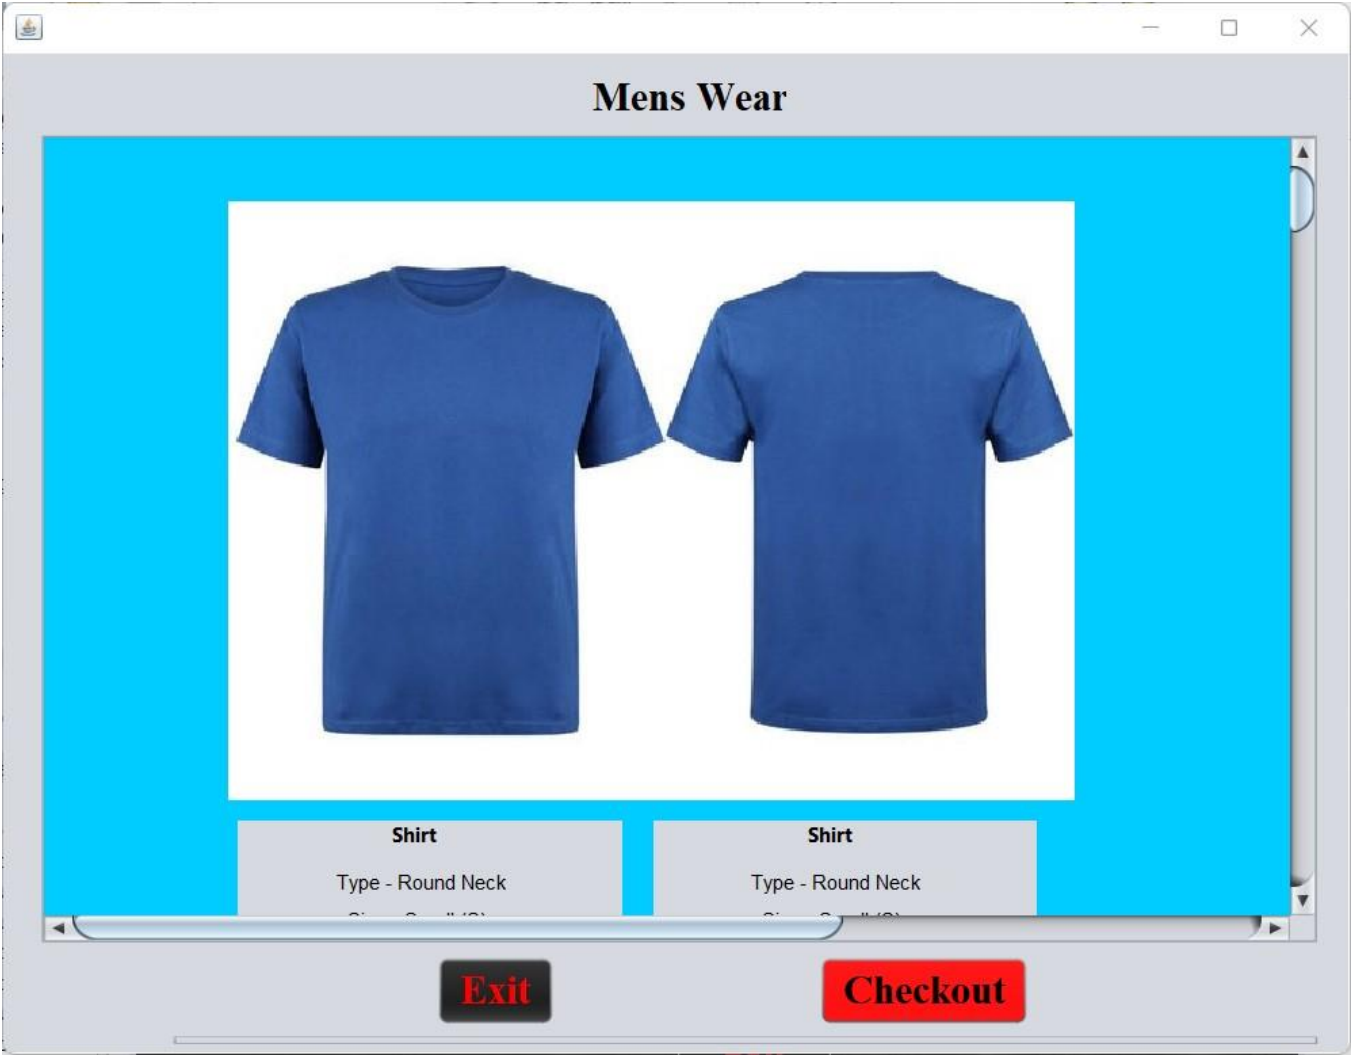 Mens Wear
Shirt
Shirt
Type - Round Neck
Type - Round Neck
Exit
Checkout